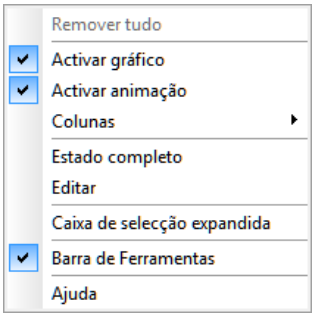 Remover tudo
Activar gráfico
Activar animação
Colunas
Estado completo
Editar
Caixa de selecção expandida
Barra de Ferramentas
Ajuda